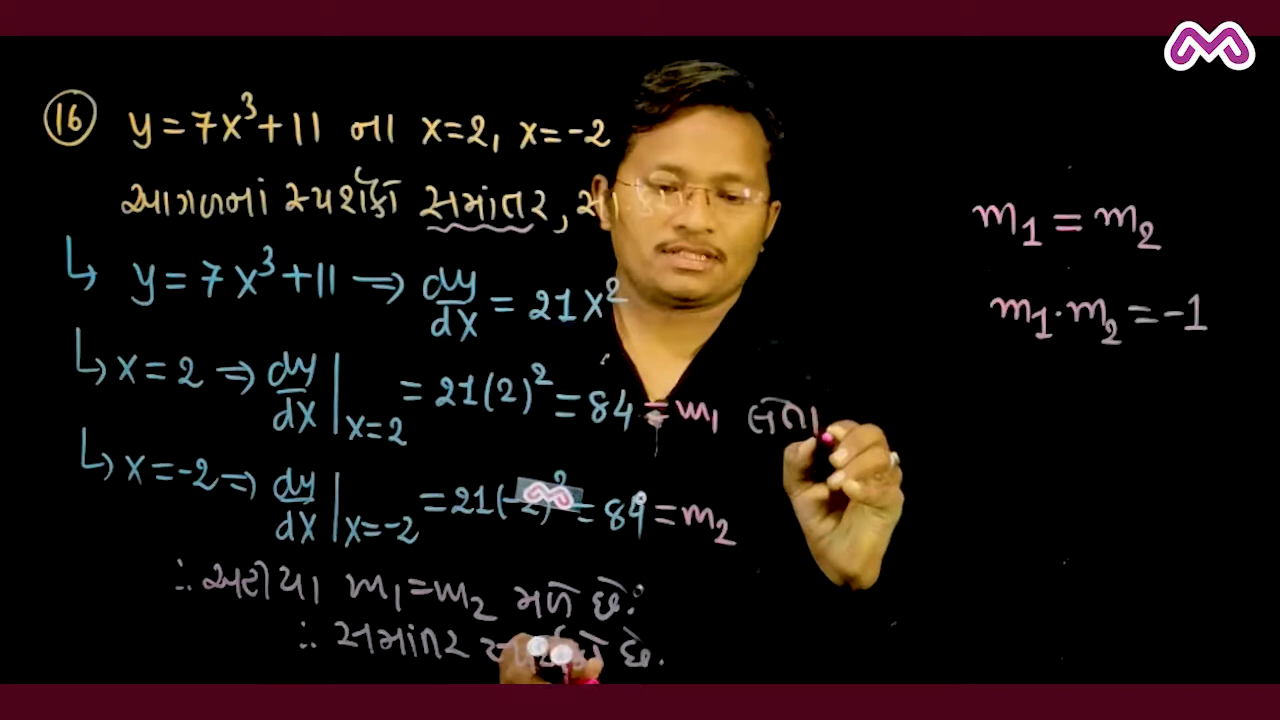 16 y=7x³+11 ના x=2, x=-2
આગળનાં સ્પર્શકો સમાંતર,
↳ y=7x³+11 ⇒ dy/dx = 21x²
↳ x=2 ⇒ dy/dx|x=2 = 21(2)² = 84 = m₁
↳ x=-2 ⇒ dy/dx|x=-2 = 21(-2)² = 84 = m₂
∴ અહીંયા m₁=m₂ મળે છે.
∴ સમાંતર છે.
m₁ = m₂
m₁·m₂ = -1